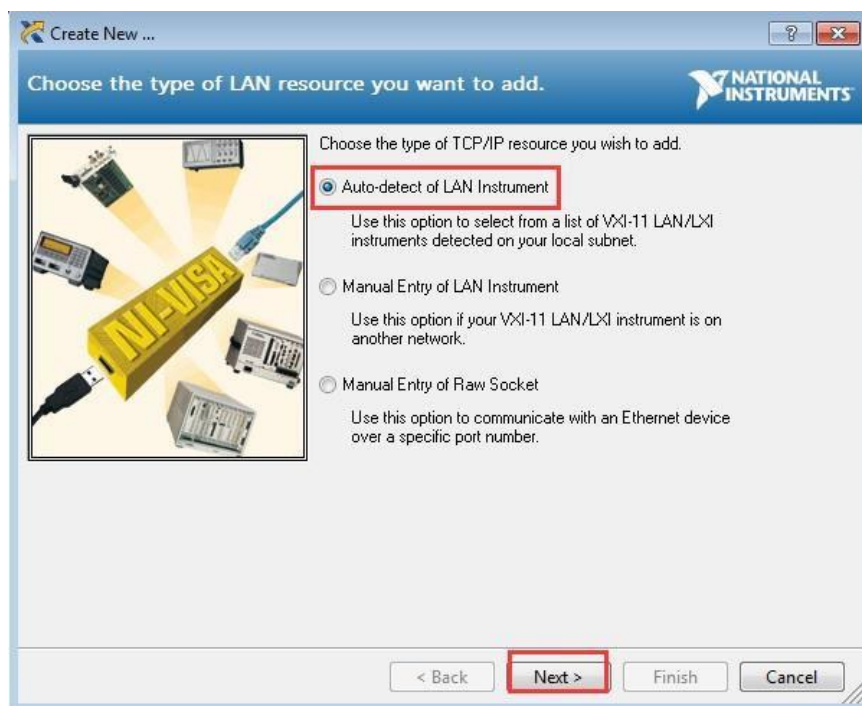 Create New ...
Choose the type of LAN resource you want to add.
NATIONAL
INSTRUMENTS
Choose the type of TCP/IP resource you wish to add.
Auto-detect of LAN Instrument
Use this option to select from a list of VXI-11 LAN/LXI
instruments detected on your local subnet.
Manual Entry of LAN Instrument
Use this option if your VXI-11 LAN/LXI instrument is on
another network.
Manual Entry of Raw Socket
Use this option to communicate with an Ethernet device
over a specific port number.
NI-VISA
< Back
Next >
Finish
Cancel